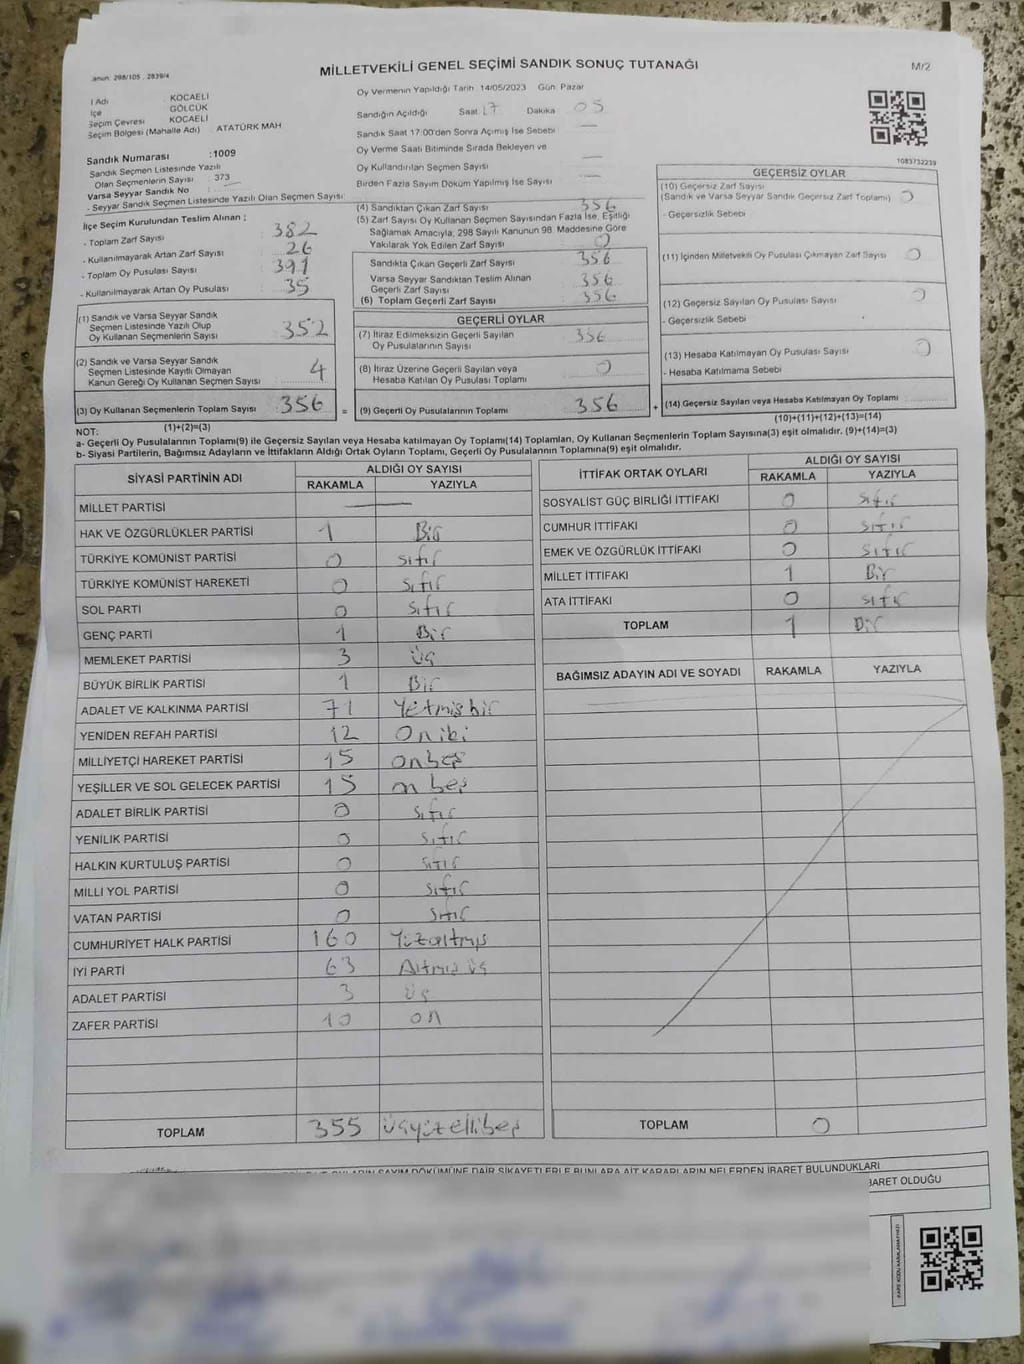 MİLLETVEKİLİ GENEL SEÇİMİ SANDIK SONUÇ TUTANAĞI
M/2
anun: 298/105 , 2839/4
l Adı KOCAELİ
lçe GÖLCÜK
Seçim Çevresi KOCAELİ
Seçim Bölgesi (Mahalle Adı) : ATATÜRK MAH
Sandık Numarası :1009
Sandık Seçmen Listesinde Yazılı
Olan Seçmenlerin Sayısı 373
Varsa Seyyar Sandık No
- Seyyar Sandık Seçmen Listesinde Yazılı Olan Seçmen Sayısı:
Oy Vermenin Yapıldığı Tarih 14/05/2023 Gün Pazar
Sandığın Açıldığı Saat 17 Dakika 05
Sandık Saat 17:00'den Sonra Açımış İse Sebebi —
Oy Verme Saati Bitiminde Sırada Bekleyen ve
Oy Kullandırılan Seçmen Sayısı —
Birden Fazla Sayım Döküm Yapılmış İse Sayısı —
1083732239
İlçe Seçim Kurulundan Teslim Alınan ;
- Toplam Zarf Sayısı : 382
- Kullanılmayarak Artan Zarf Sayısı : 26
- Toplam Oy Pusulası Sayısı : 391
- Kullanılmayarak Artan Oy Pusulası : 35
(1) Sandık ve Varsa Seyyar Sandık
Seçmen Listesinde Yazılı Olup
Oy Kullanan Seçmenlerin Sayısı : 352
(2) Sandık ve Varsa Seyyar Sandık
Seçmen Listesinde Kayıtlı Olmayan
Kanun Gereği Oy Kullanan Seçmen Sayısı : 4
(3) Oy Kullanan Seçmenlerin Toplam Sayısı : 356 =
(1)+(2)=(3)
(4) Sandıktan Çıkan Zarf Sayısı : 356
(5) Zarf Sayısı Oy Kullanan Seçmen Sayısından Fazla İse, Eşitliği
Sağlamak Amacıyla, 298 Sayılı Kanunun 98. Maddesine Göre
Yakılarak Yok Edilen Zarf Sayısı : 0
Sandıkta Çıkan Geçerli Zarf Sayısı : 356
Varsa Seyyar Sandıktan Teslim Alınan
Geçerli Zarf Sayısı : 356
(6) Toplam Geçerli Zarf Sayısı : 356
GEÇERLİ OYLAR
(7) İtiraz Edilmeksizin Geçerli Sayılan
Oy Pusulalarının Sayısı : 356
(8) İtiraz Üzerine Geçerli Sayılan veya
Hesaba Katılan Oy Pusulası Toplamı : 0
(9) Geçerli Oy Pusulalarının Toplamı : 356 +
GEÇERSİZ OYLAR
(10) Geçersiz Zarf Sayısı
(Sandık ve Varsa Seyyar Sandık Geçersiz Zarf Toplamı) : 0
- Geçersizlik Sebebi
(11) İçinden Milletvekili Oy Pusulası Çıkmayan Zarf Sayısı : 0
(12) Geçersiz Sayılan Oy Pusulası Sayısı : 0
- Geçersizlik Sebebi
(13) Hesaba Katılmayan Oy Pusulası Sayısı : 0
- Hesaba Katılmama Sebebi
(14) Geçersiz Sayılan veya Hesaba Katılmayan Oy Toplamı :
(10)+(11)+(12)+(13)=(14)
NOT:
a- Geçerli Oy Pusulalarının Toplamı(9) ile Geçersiz Sayılan veya Hesaba katılmayan Oy Toplamı(14) Toplamları, Oy Kullanan Seçmenlerin Toplam Sayısına(3) eşit olmalıdır. (9)+(14)=(3)
b- Siyasi Partilerin, Bağımsız Adayların ve İttifakların Aldığı Ortak Oyların Toplamı, Geçerli Oy Pusulalarının Toplamına(9) eşit olmalıdır.
SİYASİ PARTİNİN ADI ALDIĞI OY SAYISI
RAKAMLA YAZIYLA
MİLLET PARTİSİ —
HAK VE ÖZGÜRLÜKLER PARTİSİ 1 Bir
TÜRKİYE KOMÜNİST PARTİSİ 0 sıfır
TÜRKİYE KOMÜNİST HAREKETİ 0 sıfır
SOL PARTİ 0 sıfır
GENÇ PARTİ 1 Bir
MEMLEKET PARTİSİ 3 üç
BÜYÜK BİRLİK PARTİSİ 1 Bir
ADALET VE KALKINMA PARTİSİ 71 Yetmişbir
YENİDEN REFAH PARTİSİ 12 Oniki
MİLLİYETÇİ HAREKET PARTİSİ 15 onbeş
YEŞİLLER VE SOL GELECEK PARTİSİ 15 on beş
ADALET BİRLİK PARTİSİ 0 sıfır
YENİLİK PARTİSİ 0 sıfır
HALKIN KURTULUŞ PARTİSİ 0 sıfır
MİLLİ YOL PARTİSİ 0 sıfır
VATAN PARTİSİ 0 sıfır
CUMHURİYET HALK PARTİSİ 160 Yüzaltmış
İYİ PARTİ 63 Altmış üç
ADALET PARTİSİ 3 üç
ZAFER PARTİSİ 10 on
TOPLAM 355 üçyüzellibeş
İTTİFAK ORTAK OYLARI ALDIĞI OY SAYISI
RAKAMLA YAZIYLA
SOSYALİST GÜÇ BİRLİĞİ İTTİFAKI 0 sıfır
CUMHUR İTTİFAKI 0 sıfır
EMEK VE ÖZGÜRLÜK İTTİFAKI 0 sıfır
MİLLET İTTİFAKI 1 Bir
ATA İTTİFAKI 0 sıfır
TOPLAM 1 Bir
BAĞIMSIZ ADAYIN ADI VE SOYADI RAKAMLA YAZIYLA
TOPLAM 0
OYLARIN SAYIM DÖKÜMÜNE DAİR ŞİKAYETLERLE BUNLARA AİT KARARLARIN NELERDEN İBARET BULUNDUKLARI
BARET OLDUĞU